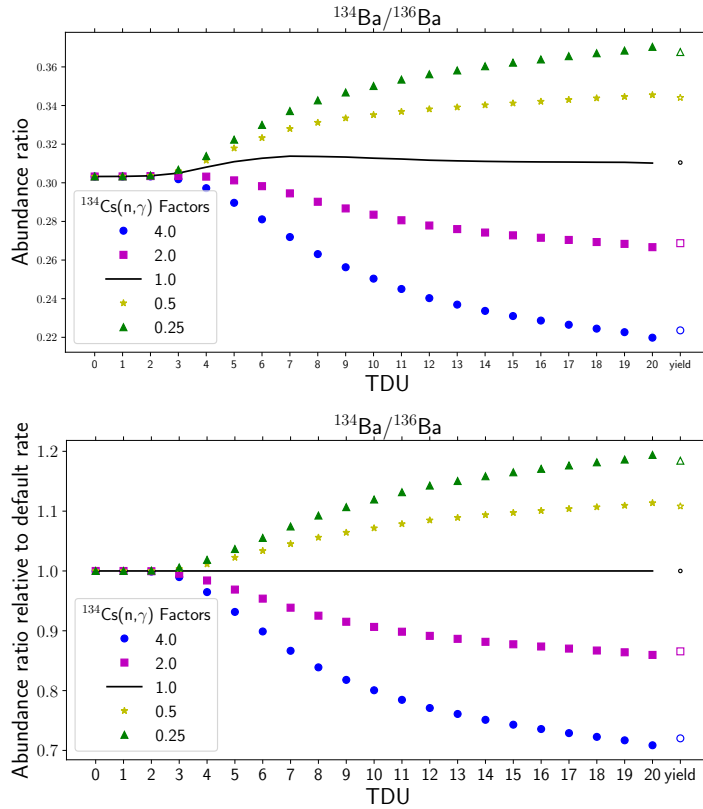 ¹³⁴Ba/¹³⁶Ba
Abundance ratio
0.36
0.34
0.32
0.30
0.28
0.26
0.24
0.22
¹³⁴Cs(n,γ) Factors
4.0
2.0
1.0
0.5
0.25
0 1 2 3 4 5 6 7 8 9 10 11 12 13 14 15 16 17 18 19 20 yield
TDU
¹³⁴Ba/¹³⁶Ba
Abundance ratio relative to default rate
1.2
1.1
1.0
0.9
0.8
0.7
¹³⁴Cs(n,γ) Factors
4.0
2.0
1.0
0.5
0.25
0 1 2 3 4 5 6 7 8 9 10 11 12 13 14 15 16 17 18 19 20 yield
TDU